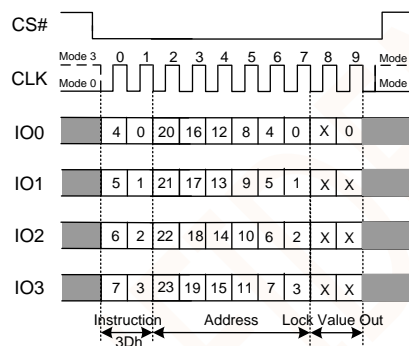 CS#
Mode 3 0 1 2 3 4 5 6 7 8 9 Mode
CLK
Mode 0 Mode
IO0 4 0 20 16 12 8 4 0 X 0
IO1 5 1 21 17 13 9 5 1 X X
IO2 6 2 22 18 14 10 6 2 X X
IO3 7 3 23 19 15 11 7 3 X X
Instruction Address Lock Value Out
3Dh